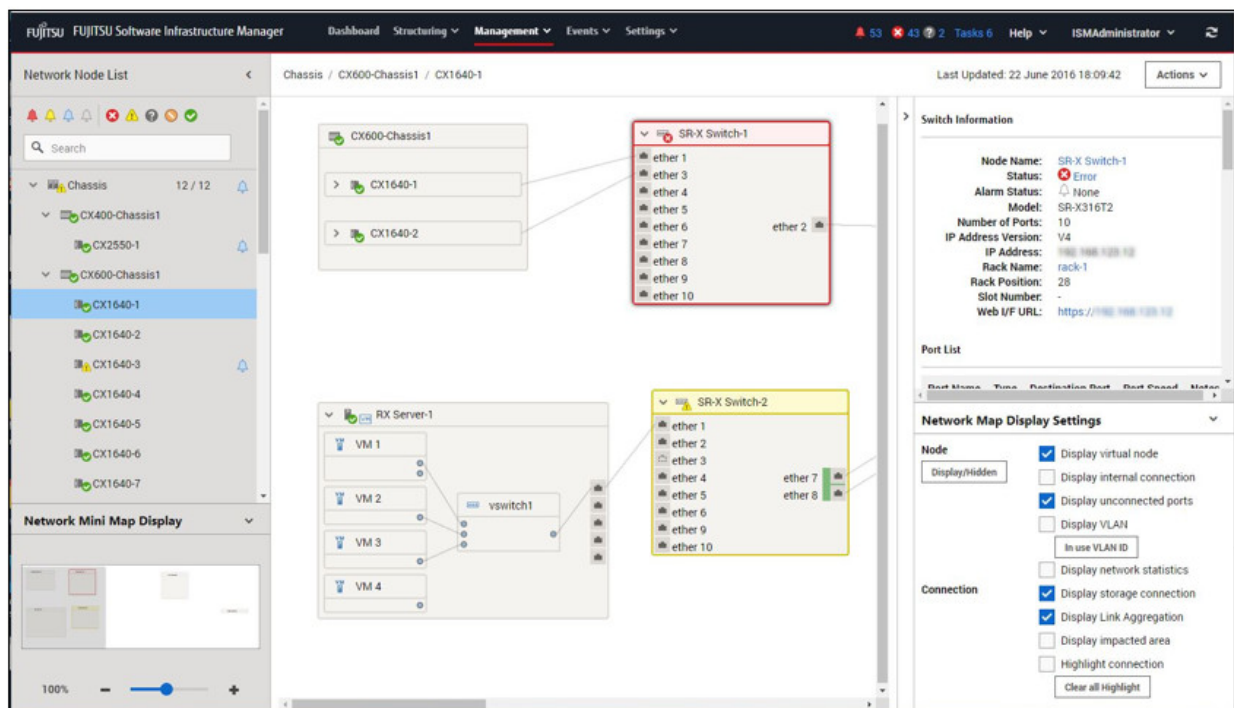 FUJITSU FUJITSU Software Infrastructure Manager
Dashboard Structuring Management Events Settings
53 43 2 Tasks 6 Help ISMAdministrator
Network Node List
Search
Chassis 12 / 12
CX400-Chassis1
CX2550-1
CX600-Chassis1
CX1640-1
CX1640-2
CX1640-3
CX1640-4
CX1640-5
CX1640-6
CX1640-7
Network Mini Map Display
100%
Chassis / CX600-Chassis1 / CX1640-1
Last Updated: 22 June 2016 18:09:42
Actions
CX600-Chassis1
CX1640-1
CX1640-2
SR-X Switch-1
ether 1
ether 3
ether 4
ether 5
ether 6
ether 7
ether 8
ether 9
ether 10
ether 2
RX Server-1
VM 1
VM 2
VM 3
VM 4
vswitch1
SR-X Switch-2
ether 1
ether 2
ether 3
ether 4
ether 5
ether 6
ether 9
ether 10
ether 7
ether 8
Switch Information
Node Name: SR-X Switch-1
Status: Error
Alarm Status: None
Model: SR-X316T2
Number of Ports: 10
IP Address Version: V4
IP Address:
Rack Name: rack-1
Rack Position: 28
Slot Number: -
Web I/F URL: https://
Port List
Port Name Type Destination Port Port Speed Notes
Network Map Display Settings
Node
Display/Hidden
Display virtual node
Display internal connection
Display unconnected ports
Display VLAN
In use VLAN ID
Display network statistics
Connection
Display storage connection
Display Link Aggregation
Display impacted area
Highlight connection
Clear all Highlight